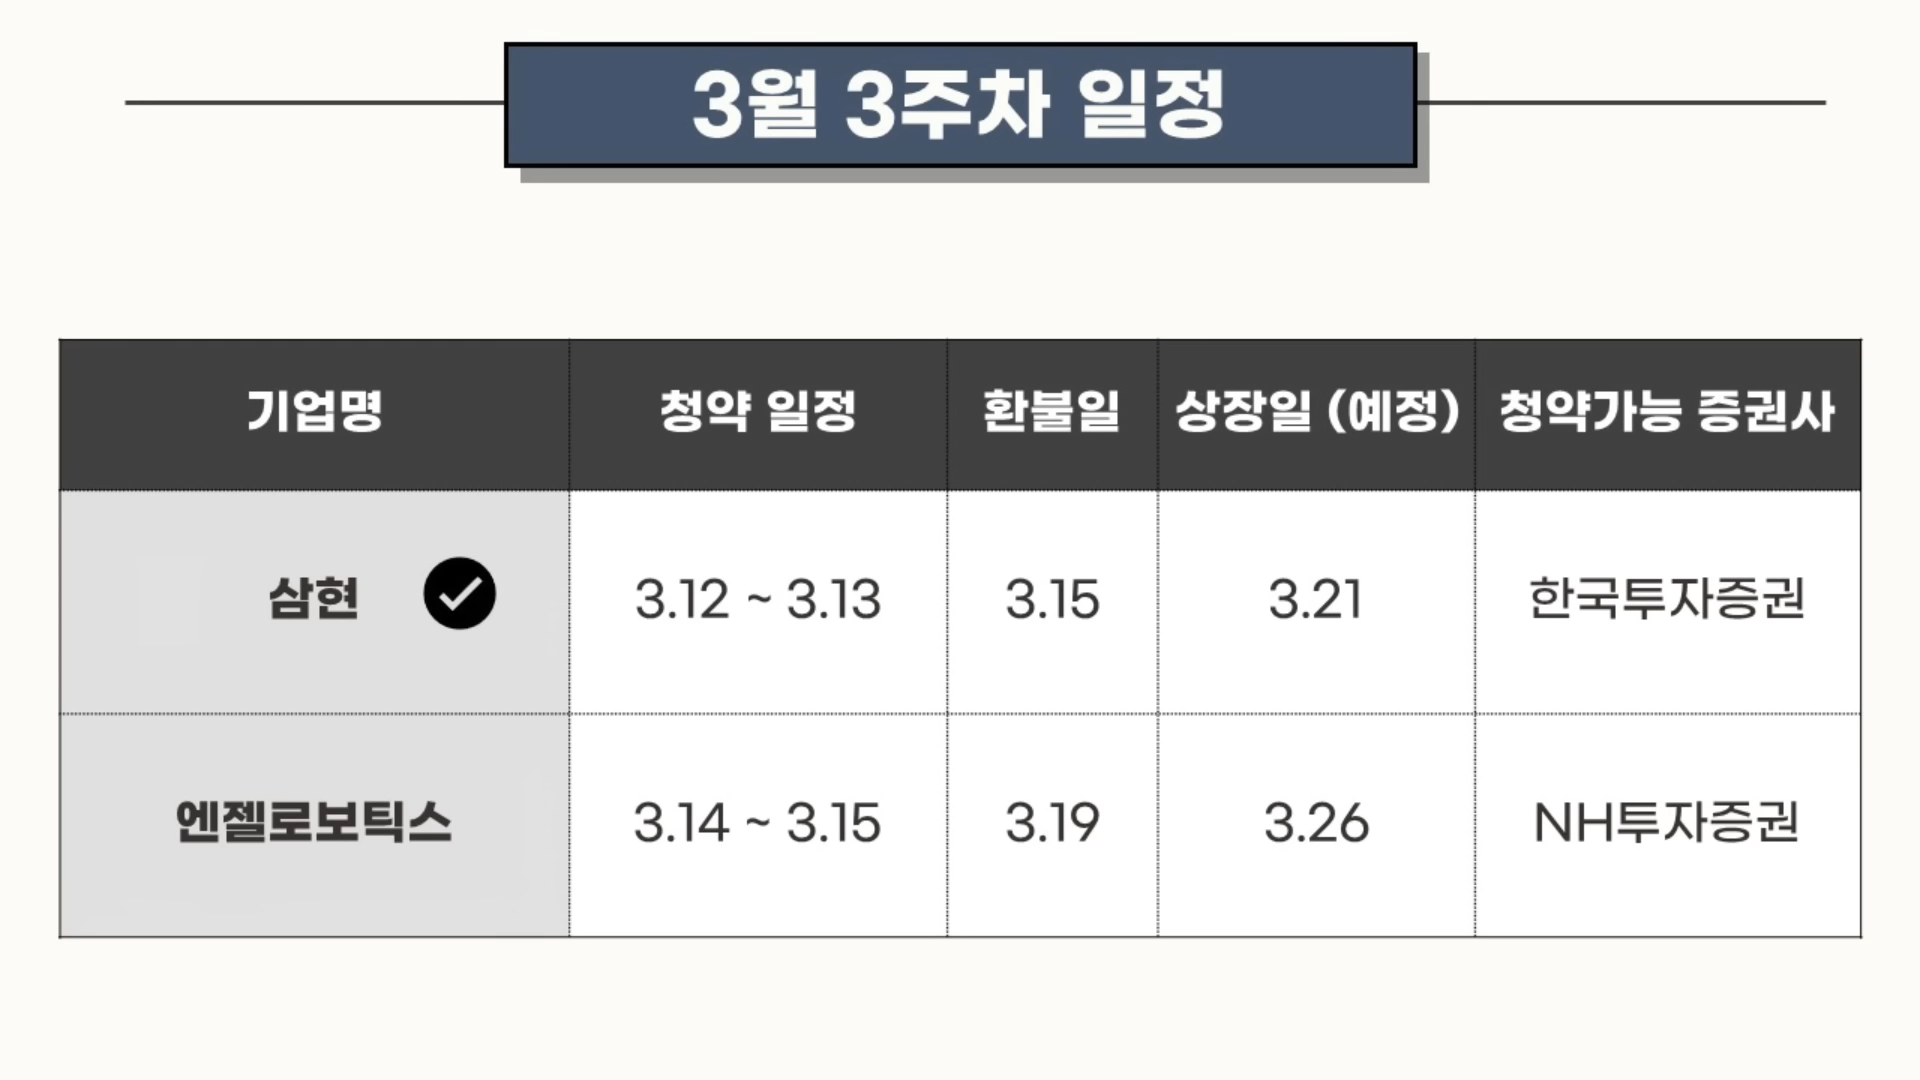 3월 3주차 일정
기업명 청약 일정 환불일 상장일 (예정) 청약가능 증권사
삼현 3.12 ~ 3.13 3.15 3.21 한국투자증권
엔젤로보틱스 3.14 ~ 3.15 3.19 3.26 NH투자증권